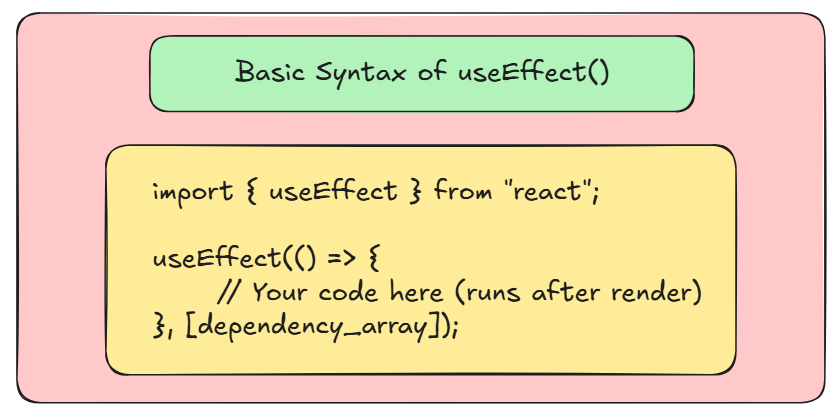 Basic Syntax of useEffect()
import { useEffect } from "react";
useEffect(() => {
// Your code here (runs after render)
}, [dependency_array]);